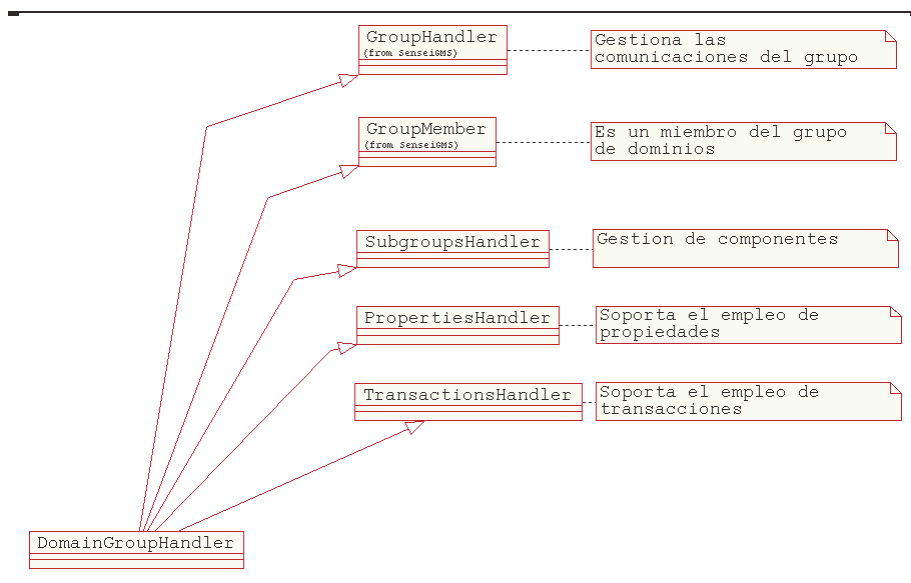 GroupHandler
(from SenseiGMS)
Gestiona las
comunicaciones del grupo
GroupMember
(from SenseiGMS)
Es un miembro del grupo
de dominios
SubgroupsHandler
Gestion de componentes
PropertiesHandler
Soporta el empleo de
propiedades
TransactionsHandler
Soporta el empleo de
transacciones
DomainGroupHandler